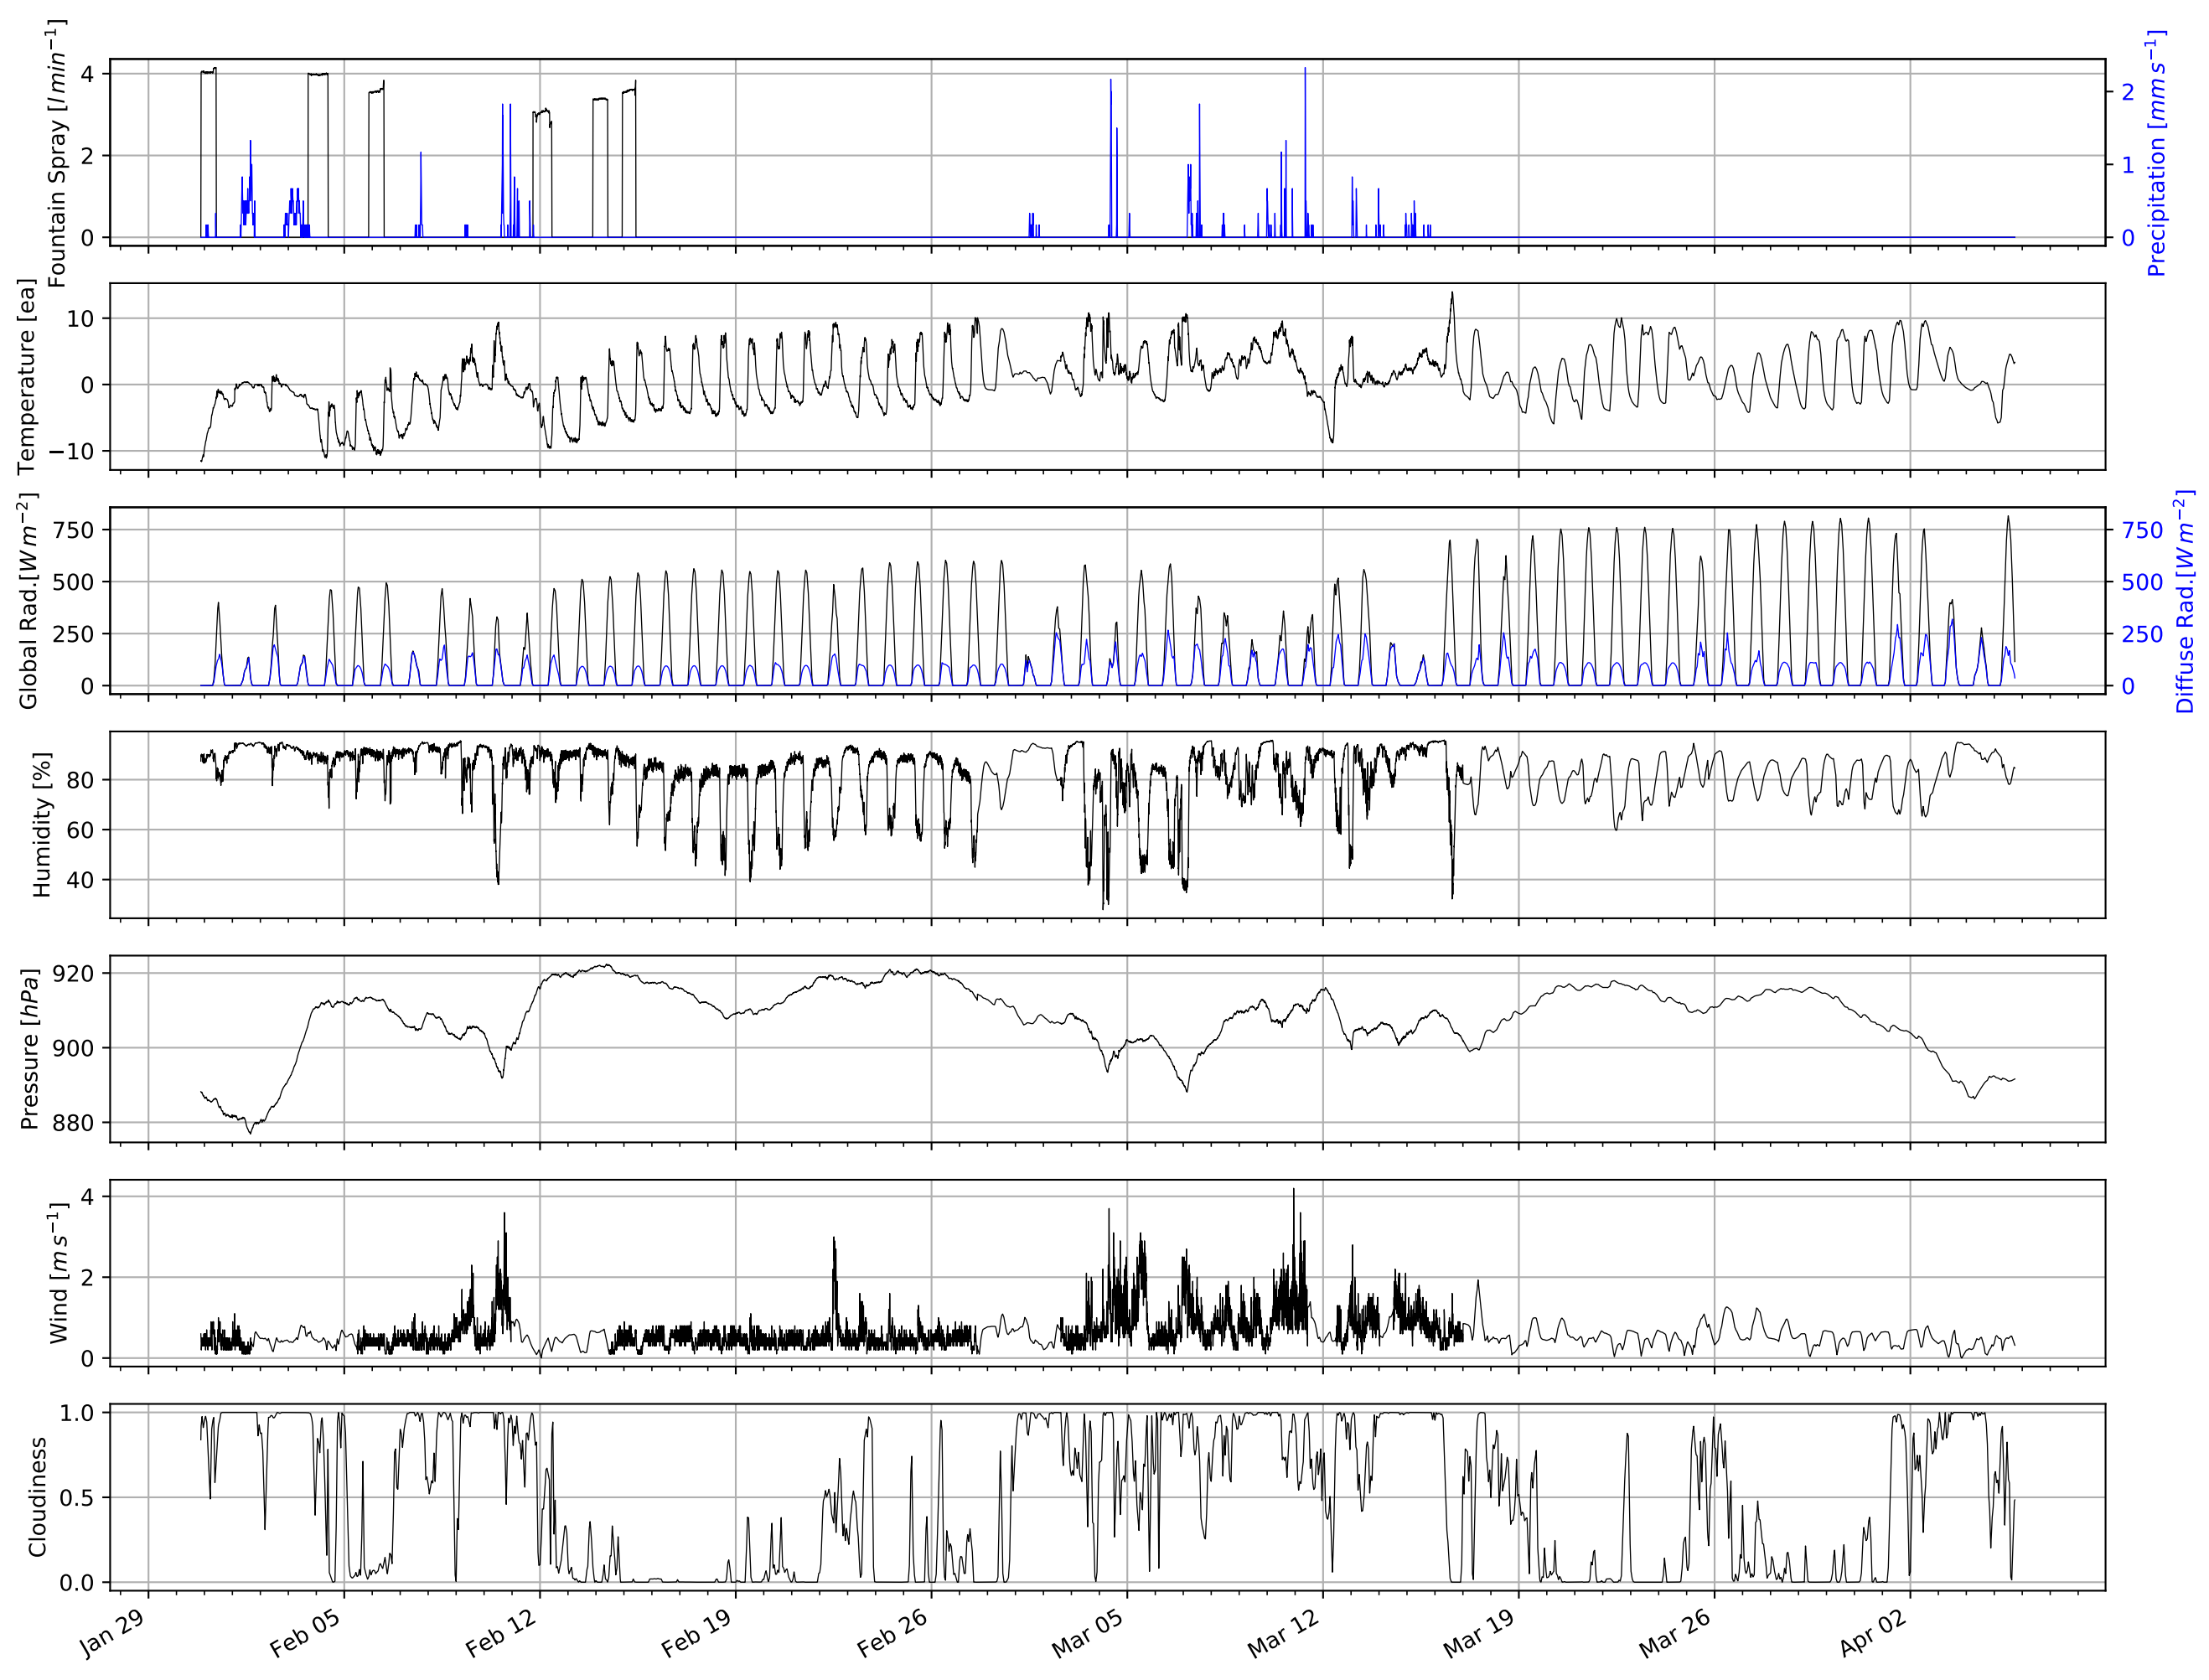 Fountain Spray [l min⁻¹]
4
2
0
2
1
0
Precipitation [mm s⁻¹]
Temperature [ea]
10
0
−10
Global Rad.[W m⁻²]
750
500
250
0
750
500
250
0
Diffuse Rad.[W m⁻²]
Humidity [%]
80
60
40
Pressure [hPa]
920
900
880
Wind [m s⁻¹]
4
2
0
Cloudiness
1.0
0.5
0.0
Jan 29
Feb 05
Feb 12
Feb 19
Feb 26
Mar 05
Mar 12
Mar 19
Mar 26
Apr 02